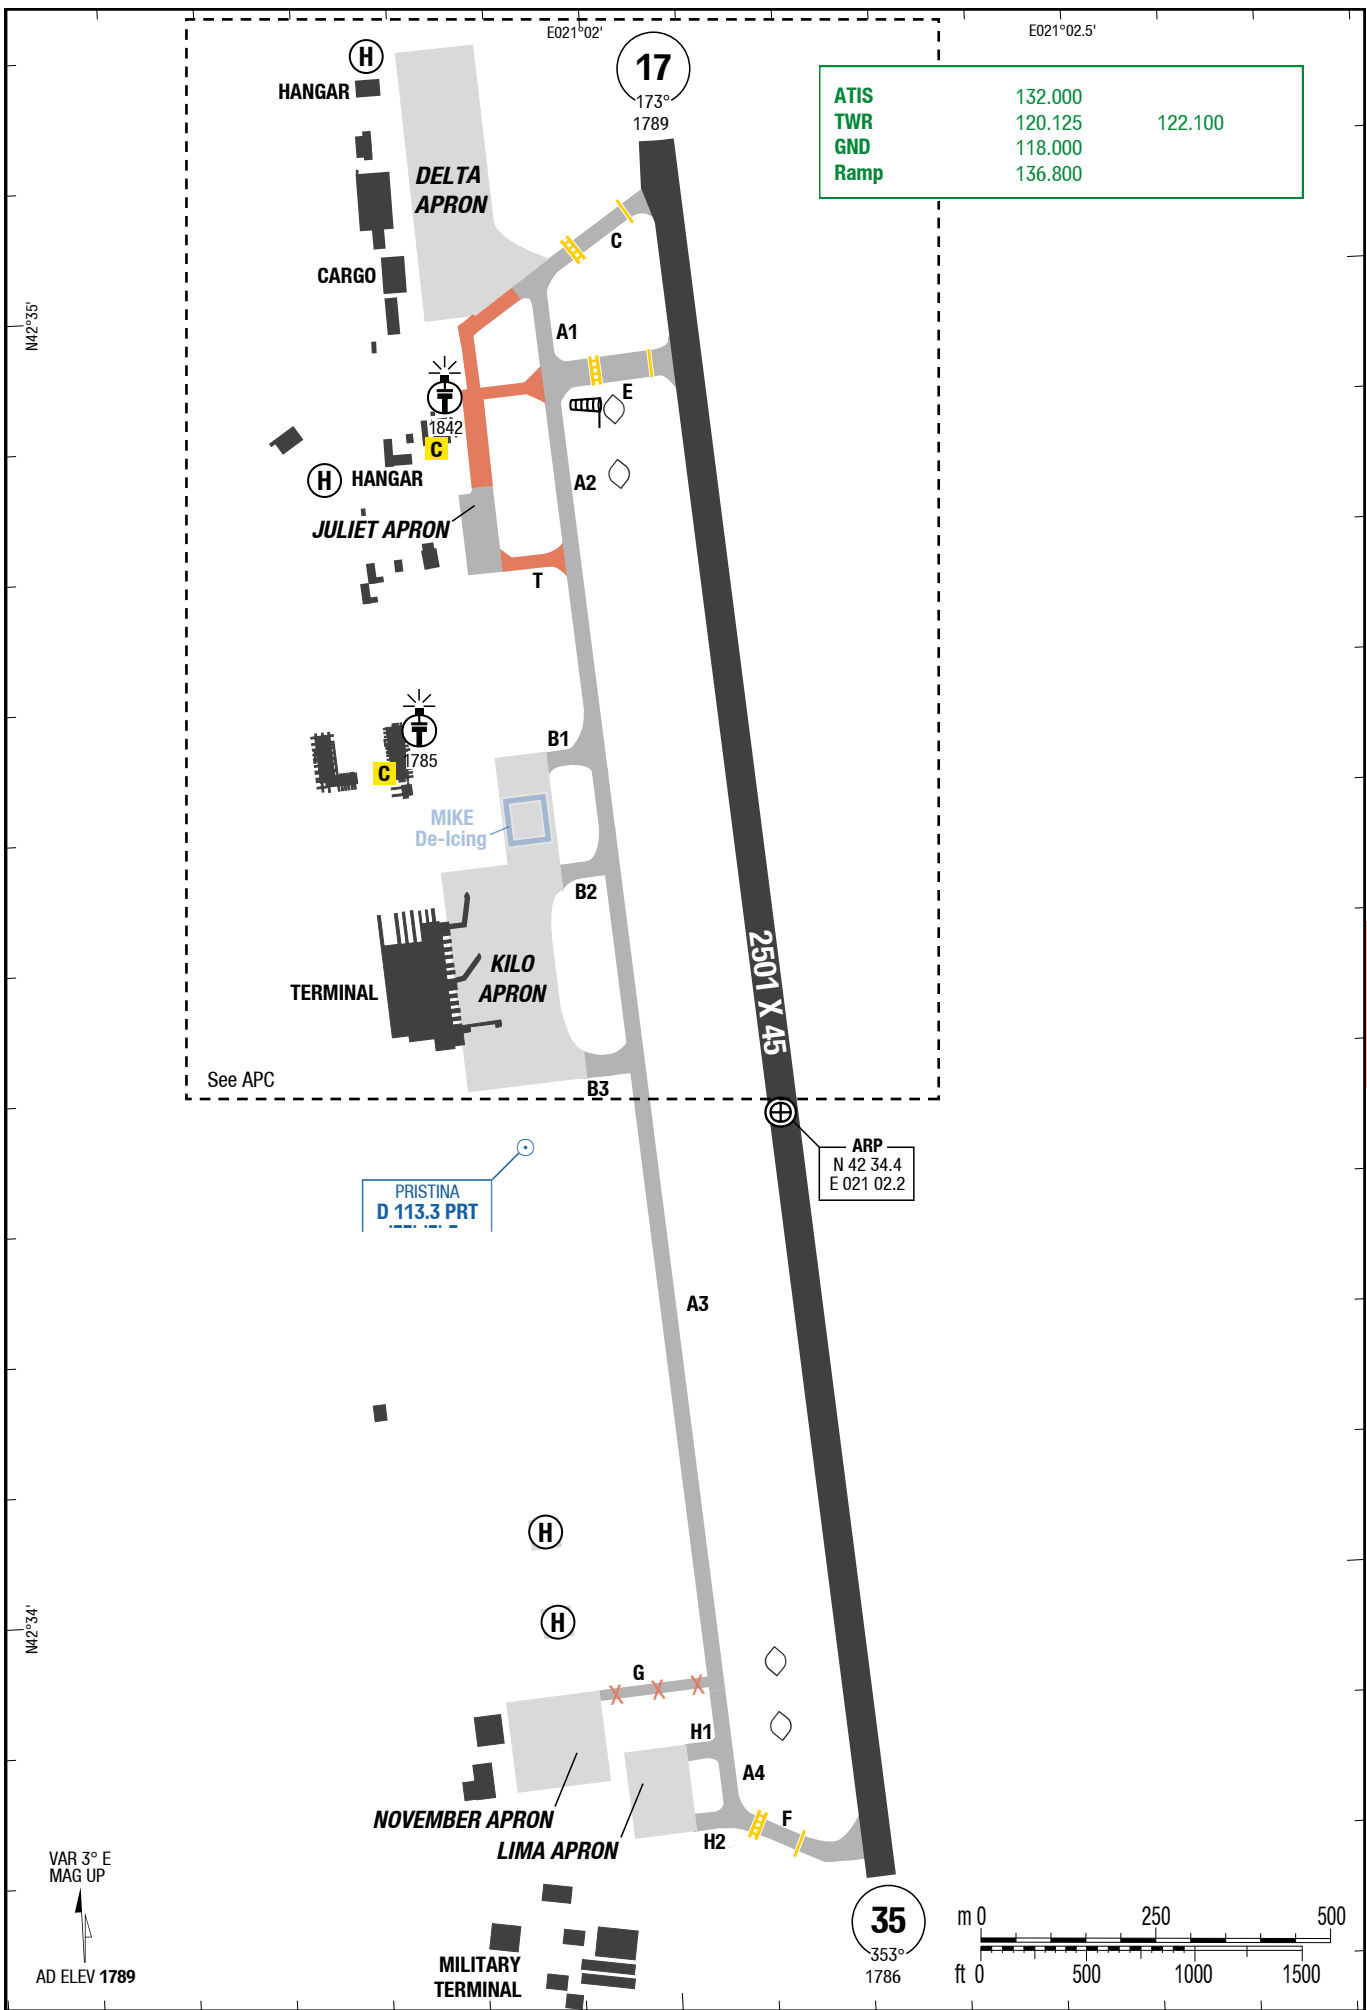 E021°02'
E021°02.5'
H
17
173°
1789
HANGAR
ATIS 132.000
TWR 120.125 122.100
GND 118.000
Ramp 136.800
DELTA
APRON
C
CARGO
N42°35'
A1
E
1842
C
H
HANGAR
A2
JULIET APRON
T
B1
1785
C
MIKE
De-Icing
B2
2501 X 45
KILO
APRON
TERMINAL
See APC
B3
ARP
N 42 34.4
E 021 02.2
PRISTINA
D 113.3 PRT
A3
H
H
N42°34'
G
H1
A4
NOVEMBER APRON
F
H2
LIMA APRON
VAR 3° E
MAG UP
35
353°
1786
m 0 250 500
ft 0 500 1000 1500
MILITARY
TERMINAL
AD ELEV 1789